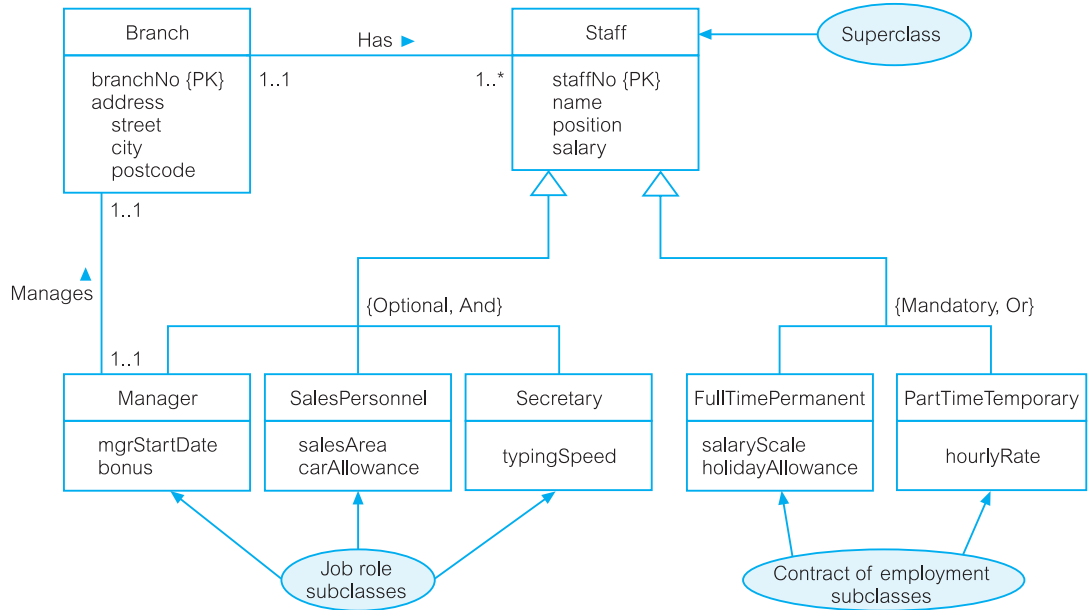 Branch
Has ►
Staff
Superclass
branchNo {PK}
address
street
city
postcode
1..1
1..*
staffNo {PK}
name
position
salary
1..1
Manages ▲
{Optional, And}
{Mandatory, Or}
1..1
Manager
mgrStartDate
bonus
SalesPersonnel
salesArea
carAllowance
Secretary
typingSpeed
FullTimePermanent
salaryScale
holidayAllowance
PartTimeTemporary
hourlyRate
Job role
subclasses
Contract of employment
subclasses